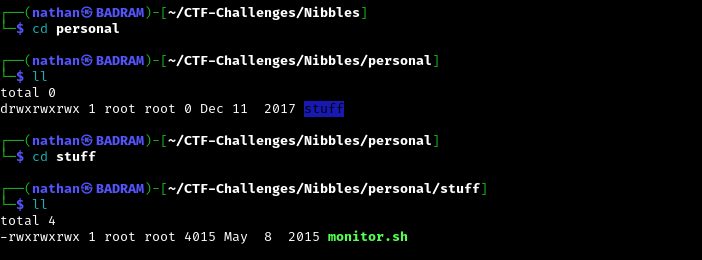 ┌──(nathan㉿BADRAM)-[~/CTF-Challenges/Nibbles]
└─$ cd personal
┌──(nathan㉿BADRAM)-[~/CTF-Challenges/Nibbles/personal]
└─$ ll
total 0
drwxrwxrwx 1 root root 0 Dec 11  2017 stuff
┌──(nathan㉿BADRAM)-[~/CTF-Challenges/Nibbles/personal]
└─$ cd stuff
┌──(nathan㉿BADRAM)-[~/CTF-Challenges/Nibbles/personal/stuff]
└─$ ll
total 4
-rwxrwxrwx 1 root root 4015 May  8  2015 monitor.sh